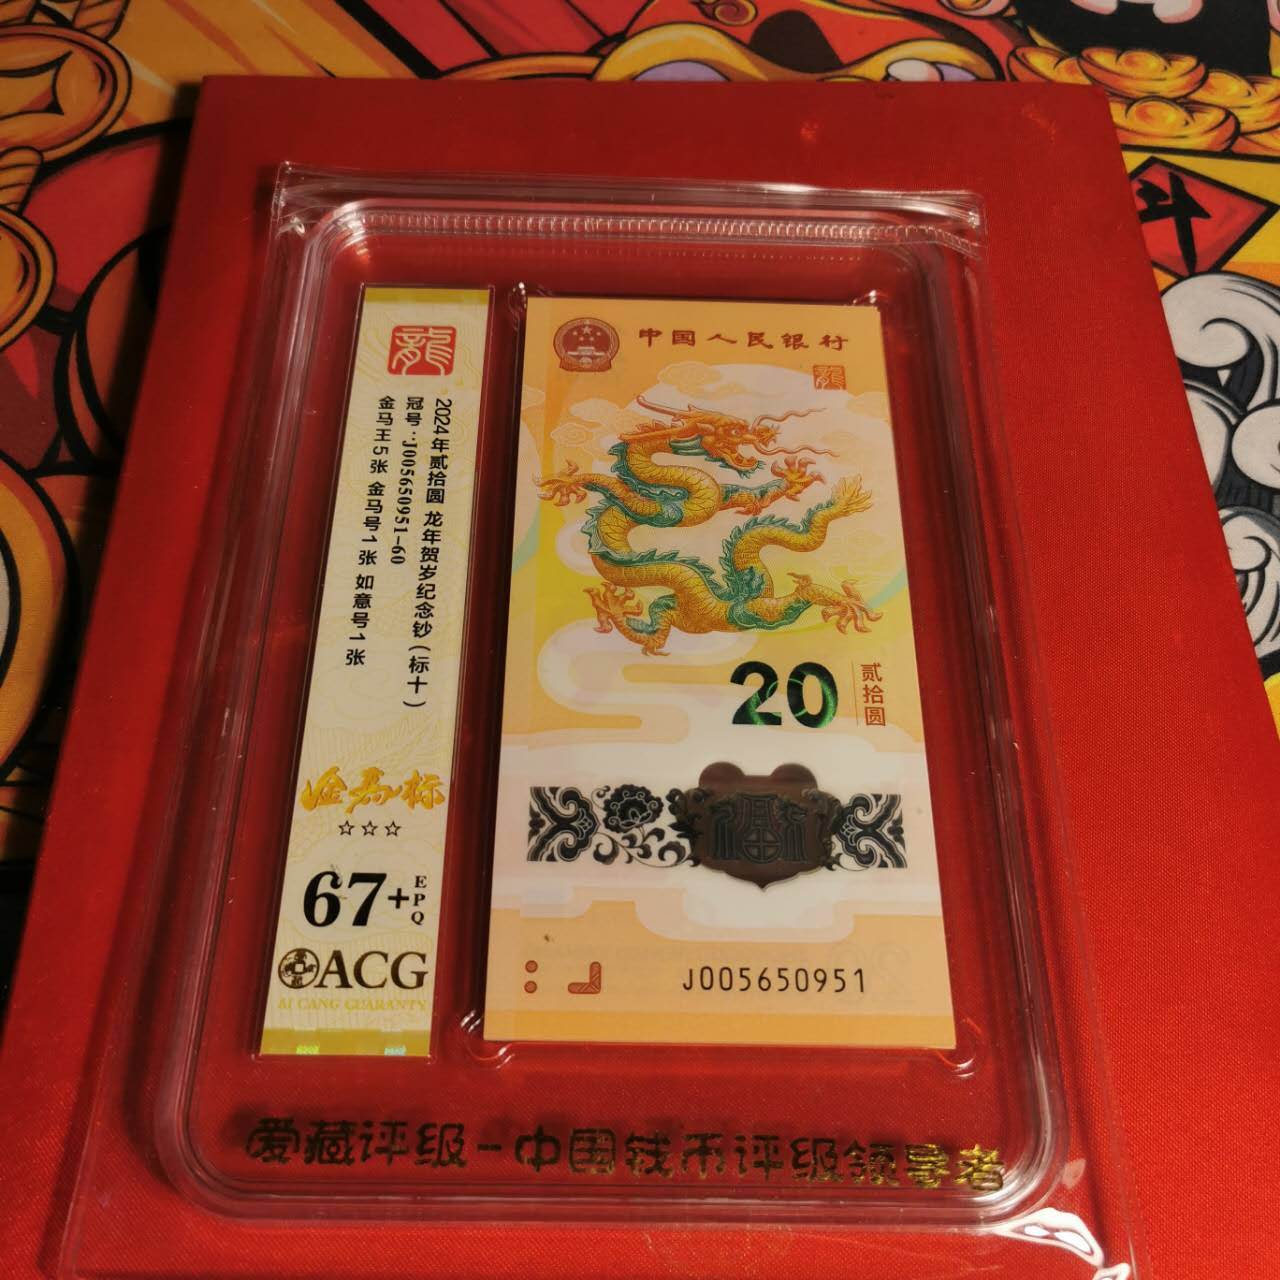 龍
2024年贰拾圆 龙年贺岁纪念钞(标十)
冠号:J005650951-60
金马王5张 金马号1张 如意号1张
金马标
☆☆☆
67+EPQ
ACG
AI CANG GUARANTY
中国人民银行
龍
20
贰拾圆
J005650951
爱藏评级-中国钱币评级领导者
斗